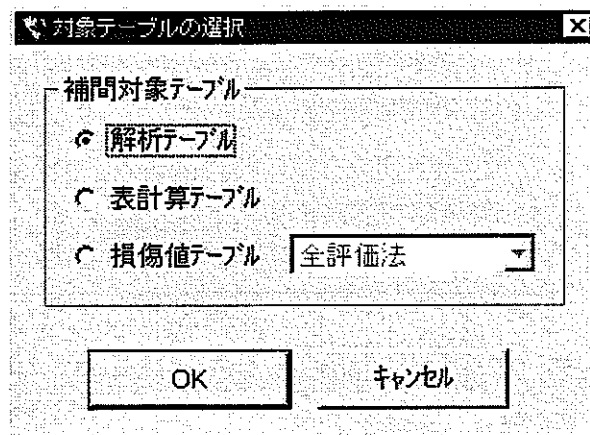 対象テーブルの選択
補間対象ﾃｰﾌﾞﾙ
解析ﾃｰﾌﾞﾙ
表計算ﾃｰﾌﾞﾙ
損傷値ﾃｰﾌﾞﾙ 全評価法
OK ｷｬﾝｾﾙ